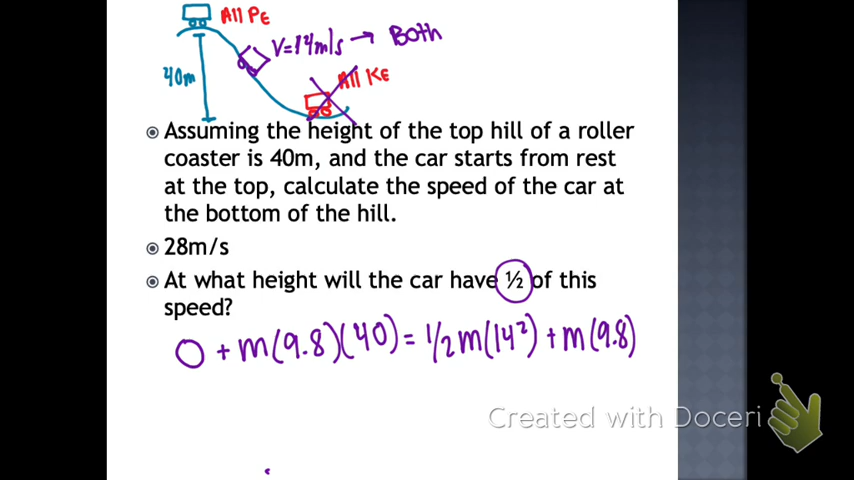 All PE
V=14m/s → Both
40m
All KE
Assuming the height of the top hill of a roller
coaster is 40m, and the car starts from rest
at the top, calculate the speed of the car at
the bottom of the hill.
28m/s
At what height will the car have ½ of this
speed?
0 + m(9.8)(40) = 1/2 m(14²) + m(9.8)
Created with Doceri